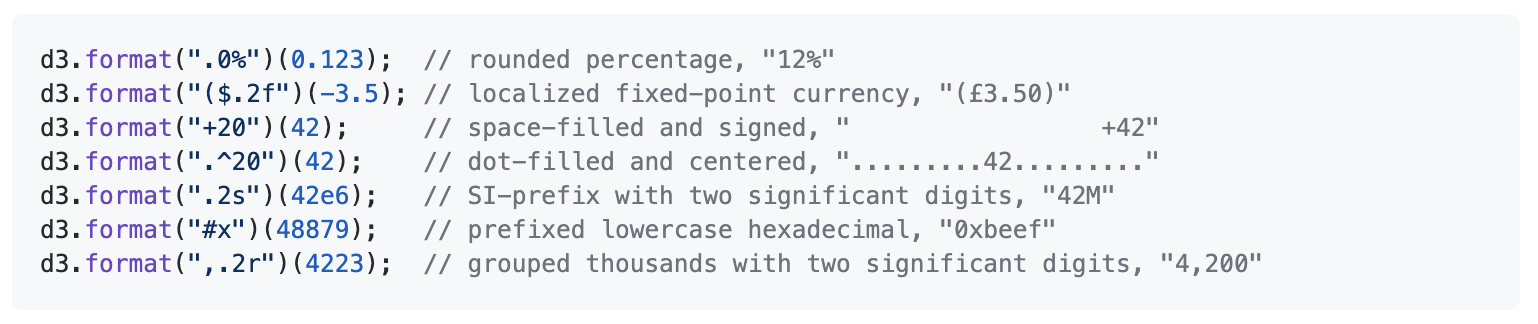 d3.format(".0%")(0.123);  // rounded percentage, "12%"
d3.format("($.2f")(-3.5); // localized fixed-point currency, "(£3.50)"
d3.format("+20")(42);     // space-filled and signed, "                 +42"
d3.format(".^20")(42);    // dot-filled and centered, ".........42........."
d3.format(".2s")(42e6);   // SI-prefix with two significant digits, "42M"
d3.format("#x")(48879);   // prefixed lowercase hexadecimal, "0xbeef"
d3.format(",.2r")(4223);  // grouped thousands with two significant digits, "4,200"